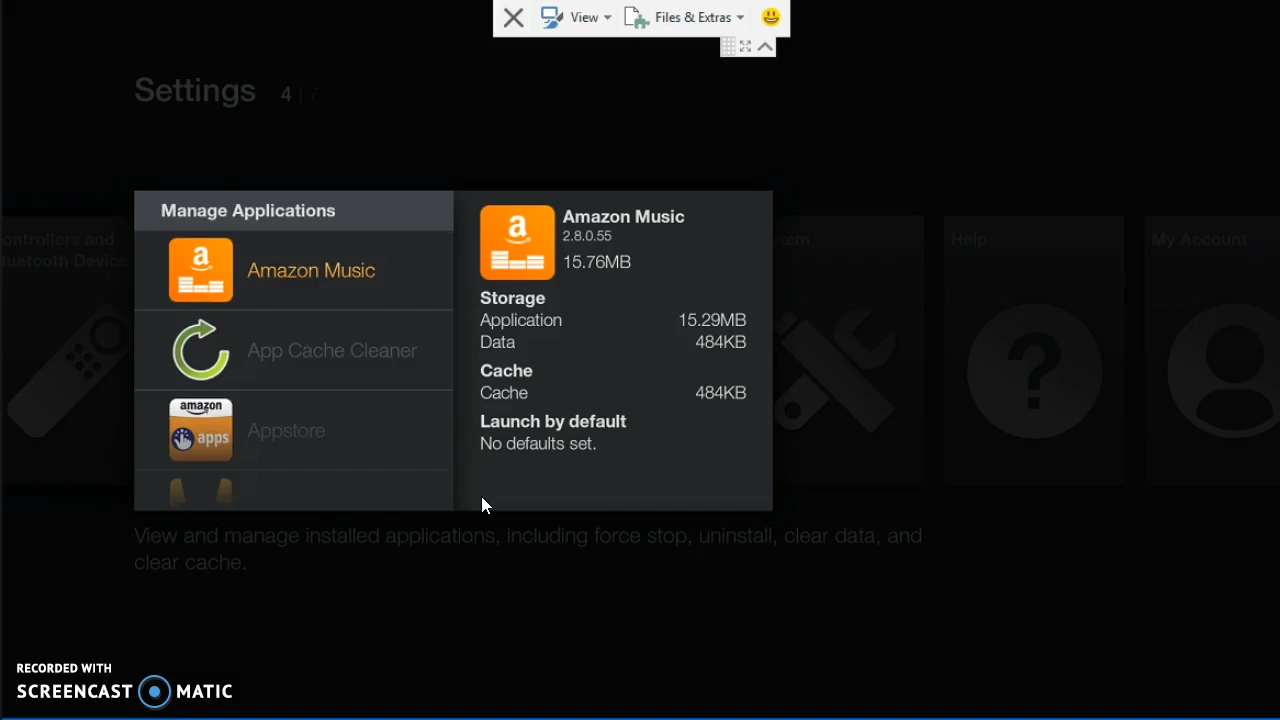 View
Files & Extras
Settings 4 | 7
Manage Applications
Amazon Music
App Cache Cleaner
amazon
apps
Appstore
Amazon Music
2.8.0.55
15.76MB
Storage
Application 15.29MB
Data 484KB
Cache
Cache 484KB
Launch by default
No defaults set.
ontrollers and
luetooth Device
tem
Help
My Account
View and manage installed applications, including force stop, uninstall, clear data, and
clear cache.
RECORDED WITH
SCREENCAST MATIC